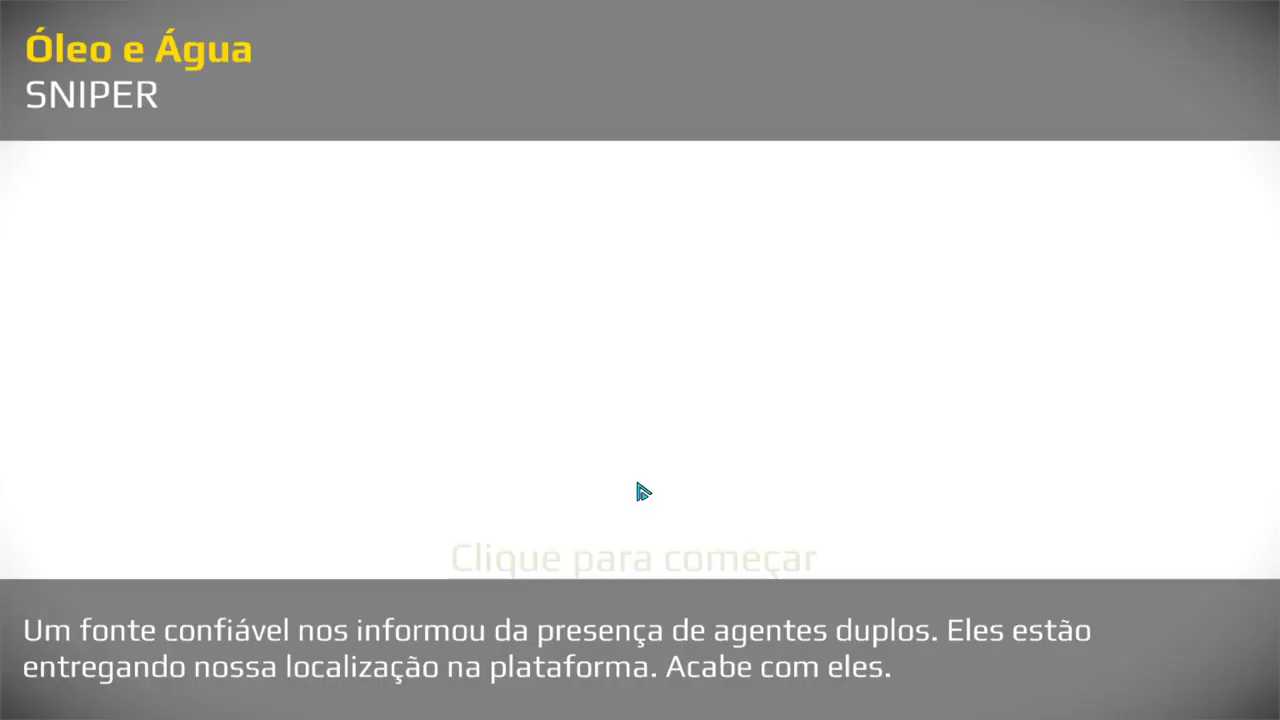 Óleo e Água
SNIPER
Clique para começar
Um fonte confiável nos informou da presença de agentes duplos. Eles estão
entregando nossa localização na plataforma. Acabe com eles.